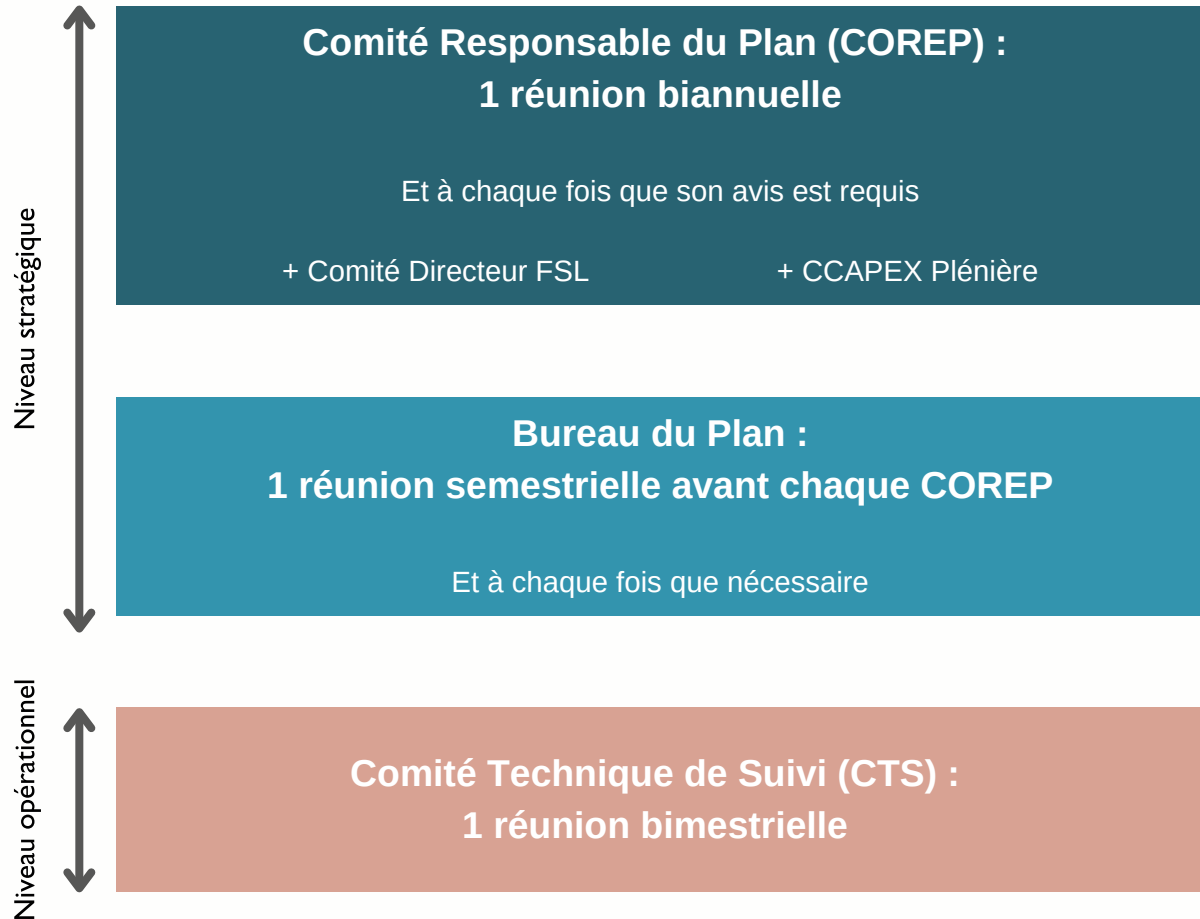 Niveau stratégique
Comité Responsable du Plan (COREP) :
1 réunion biannuelle
Et à chaque fois que son avis est requis
+ Comité Directeur FSL
+ CCAPEX Plénière
Bureau du Plan :
1 réunion semestrielle avant chaque COREP
Et à chaque fois que nécessaire
Niveau opérationnel
Comité Technique de Suivi (CTS) :
1 réunion bimestrielle